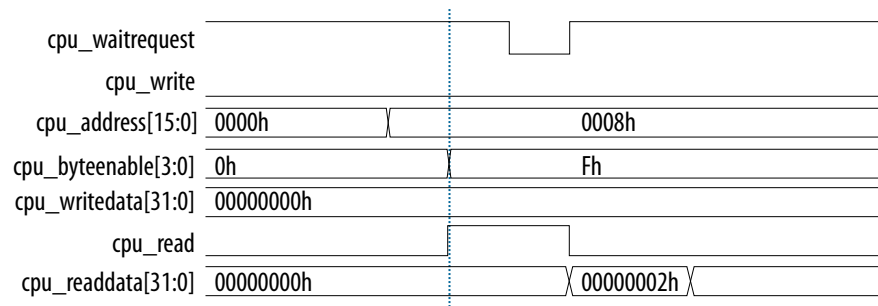 cpu_waitrequest
cpu_write
cpu_address[15:0] 0000h 0008h
cpu_byteenable[3:0] 0h Fh
cpu_writedata[31:0] 00000000h
cpu_read
cpu_readdata[31:0] 00000000h 00000002h